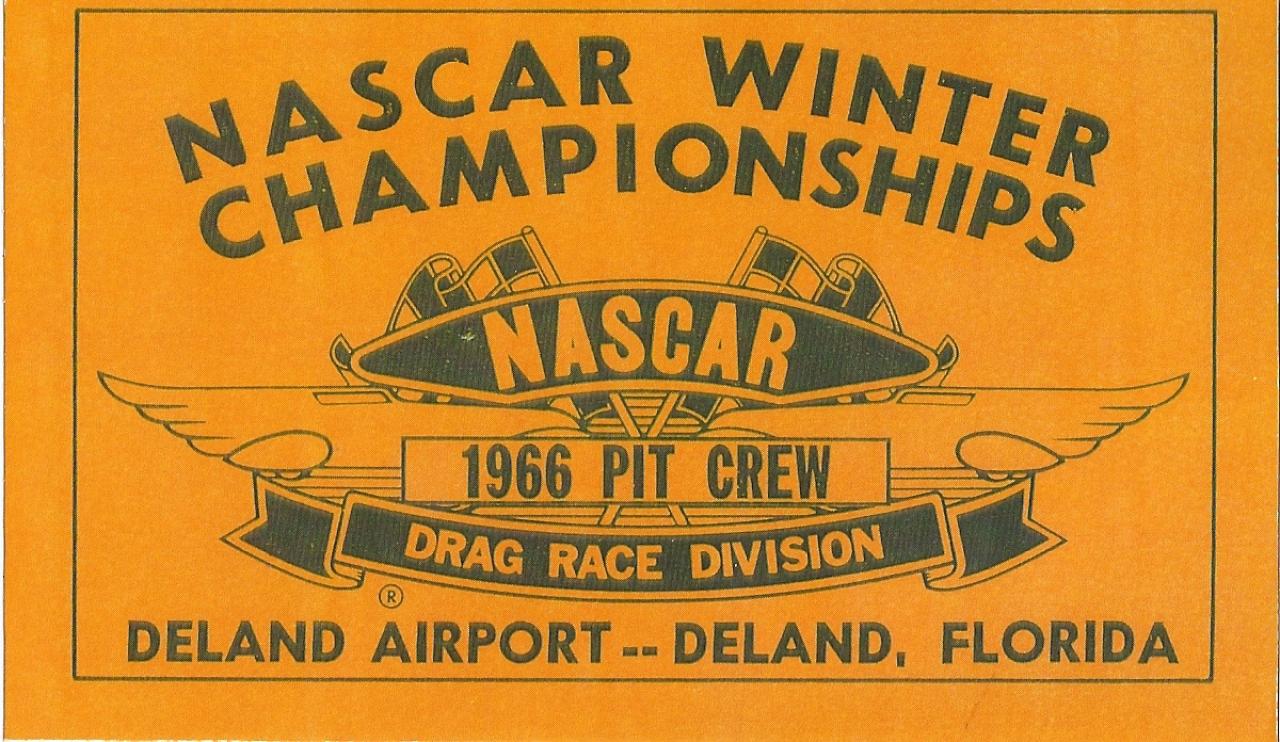 NASCAR WINTER
CHAMPIONSHIPS
NASCAR
1966 PIT CREW
DRAG RACE DIVISION
®
DELAND AIRPORT -- DELAND, FLORIDA